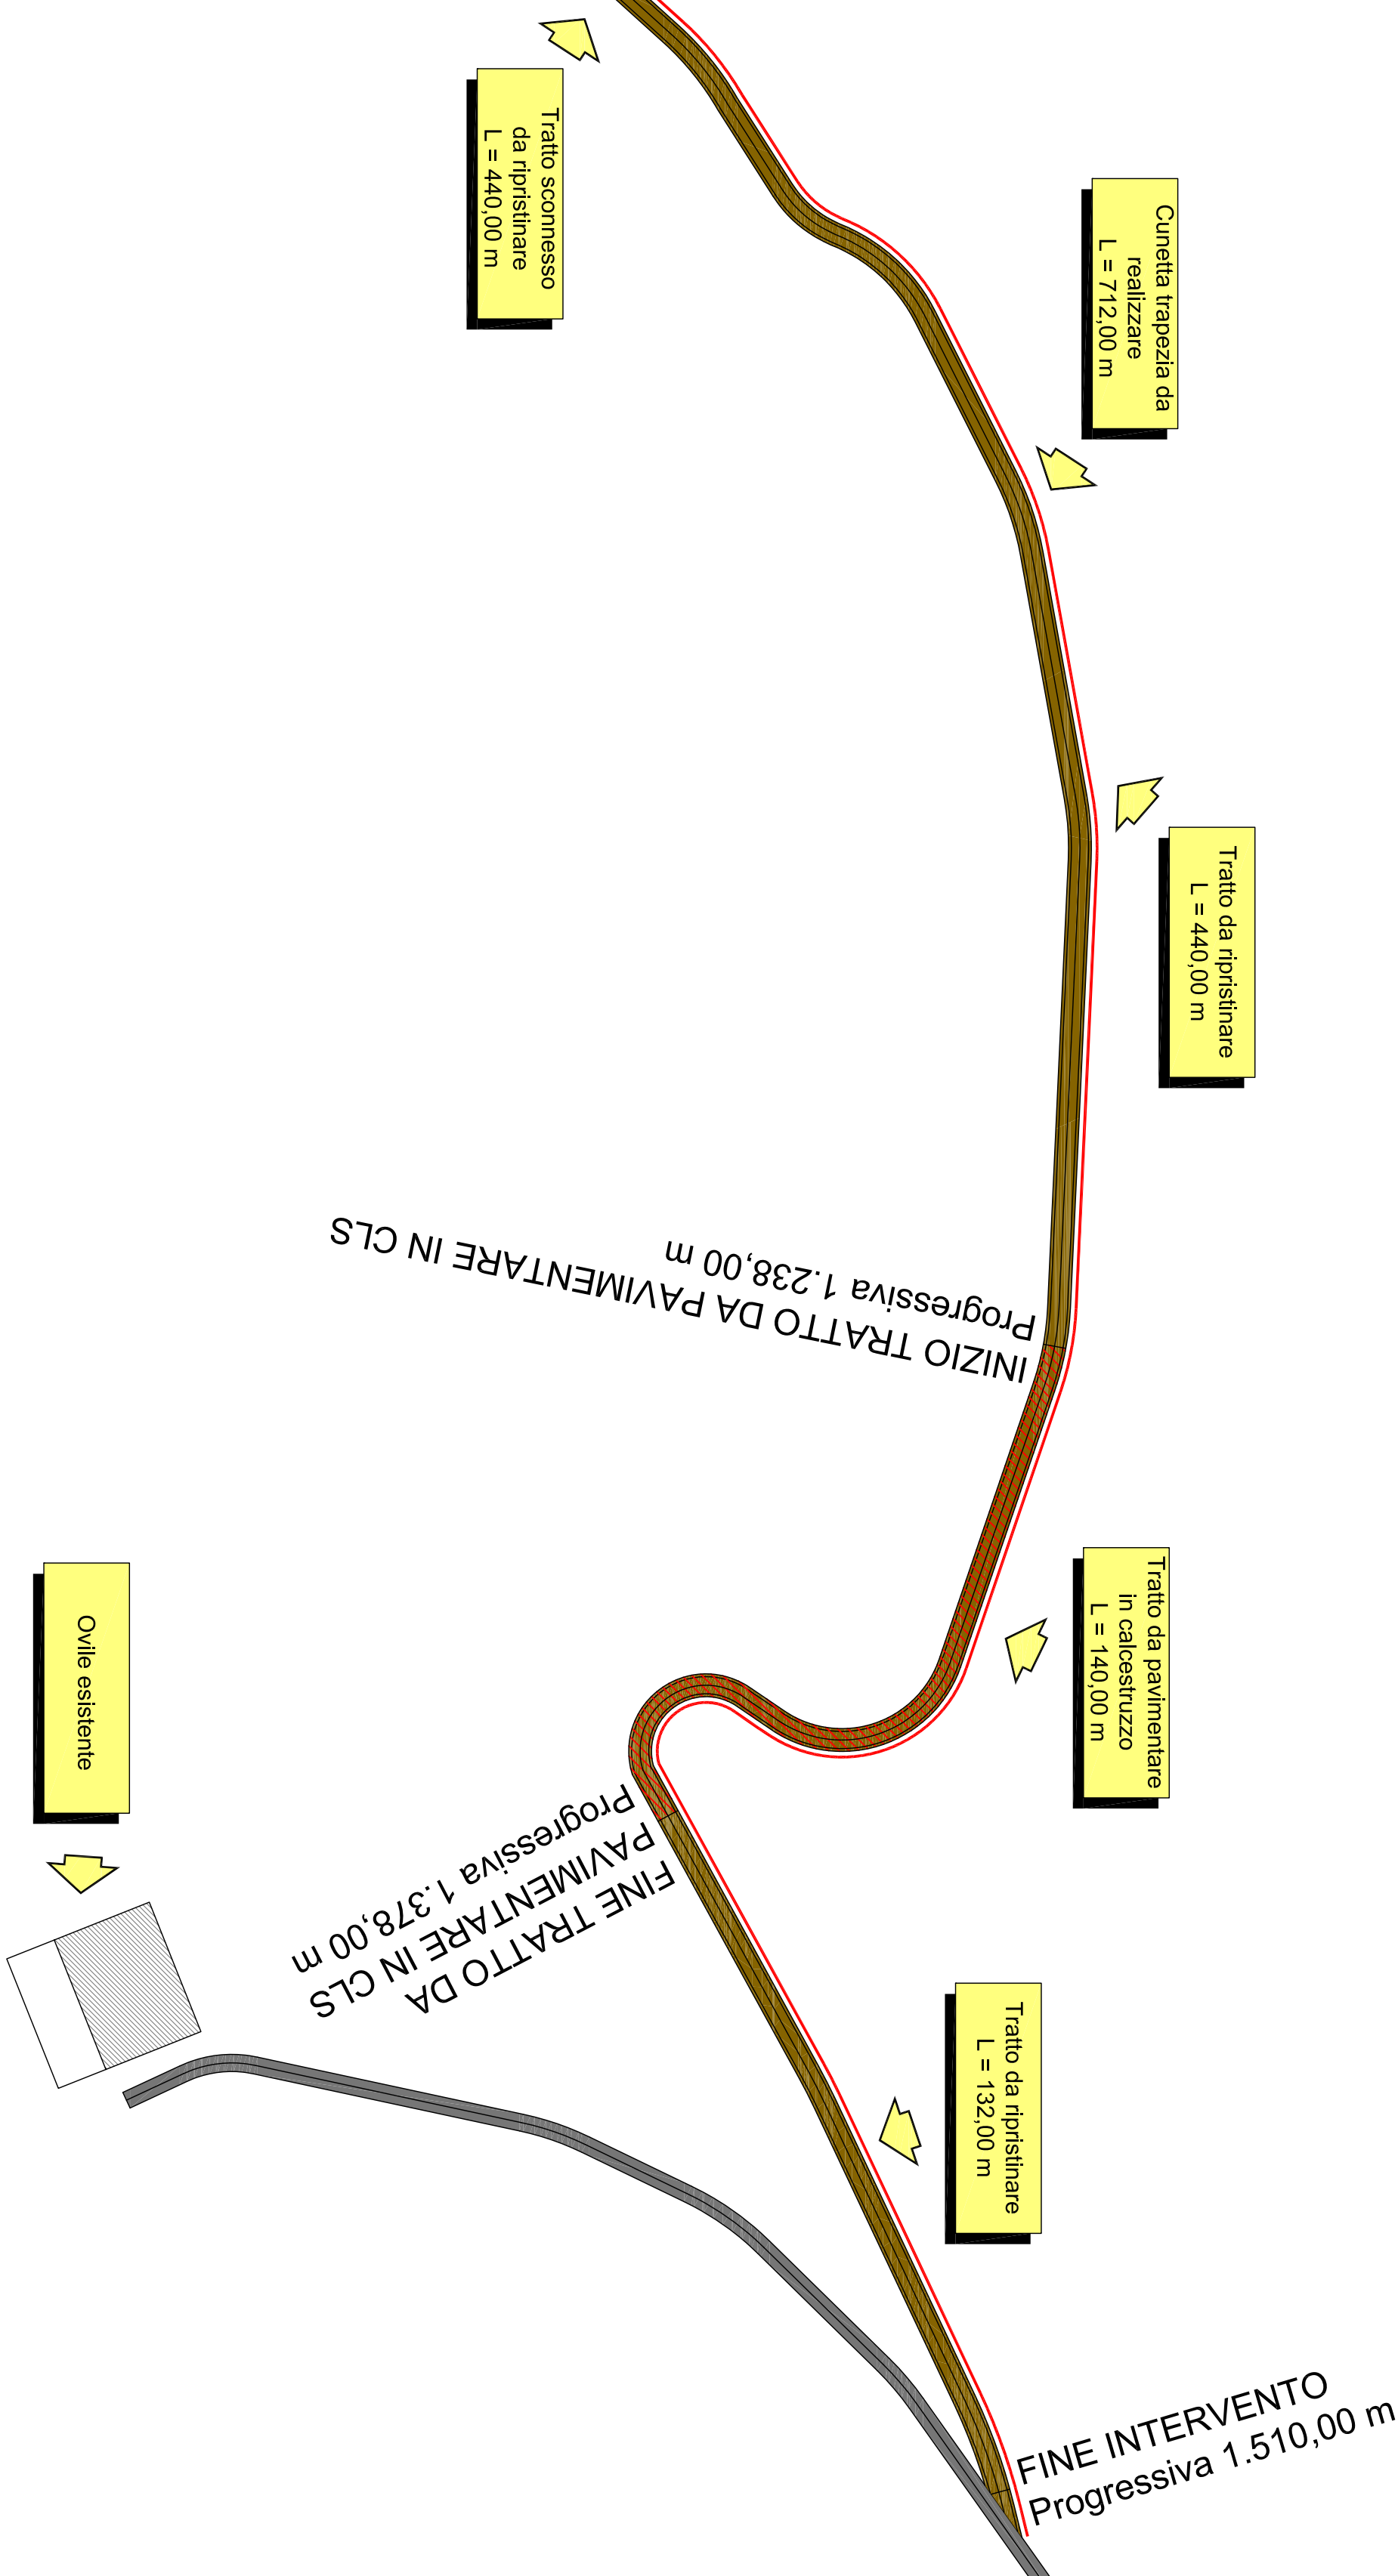 Tratto sconnesso
da ripristinare
L = 440,00 m
Cunetta trapezia da
realizzare
L = 712,00 m
Tratto da ripristinare
L = 440,00 m
INIZIO TRATTO DA PAVIMENTARE IN CLS
Progressiva 1.238,00 m
Tratto da pavimentare
in calcestruzzo
L = 140,00 m
Ovile esistente
FINE TRATTO DA
PAVIMENTARE IN CLS
Progressiva 1.378,00 m
Tratto da ripristinare
L = 132,00 m
FINE INTERVENTO
Progressiva 1.510,00 m